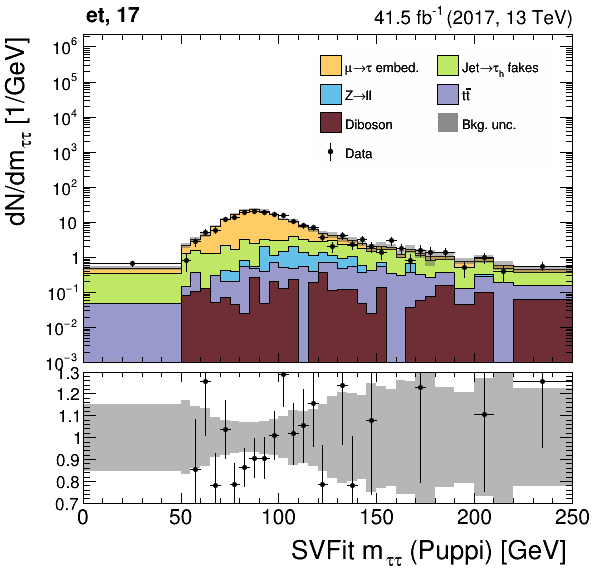 et, 17
41.5 fb⁻¹ (2017, 13 TeV)
dN/dm_ττ [1/GeV]
10⁶
10⁵
10⁴
10³
10²
10
1
10⁻¹
10⁻²
10⁻³
μ→τ embed.
Jet→τ_h fakes
Z→ll
tt̄
Diboson
Bkg. unc.
Data
1.3
1.2
1.1
1
0.9
0.8
0.7
0 50 100 150 200 250
SVFit m_ττ (Puppi) [GeV]